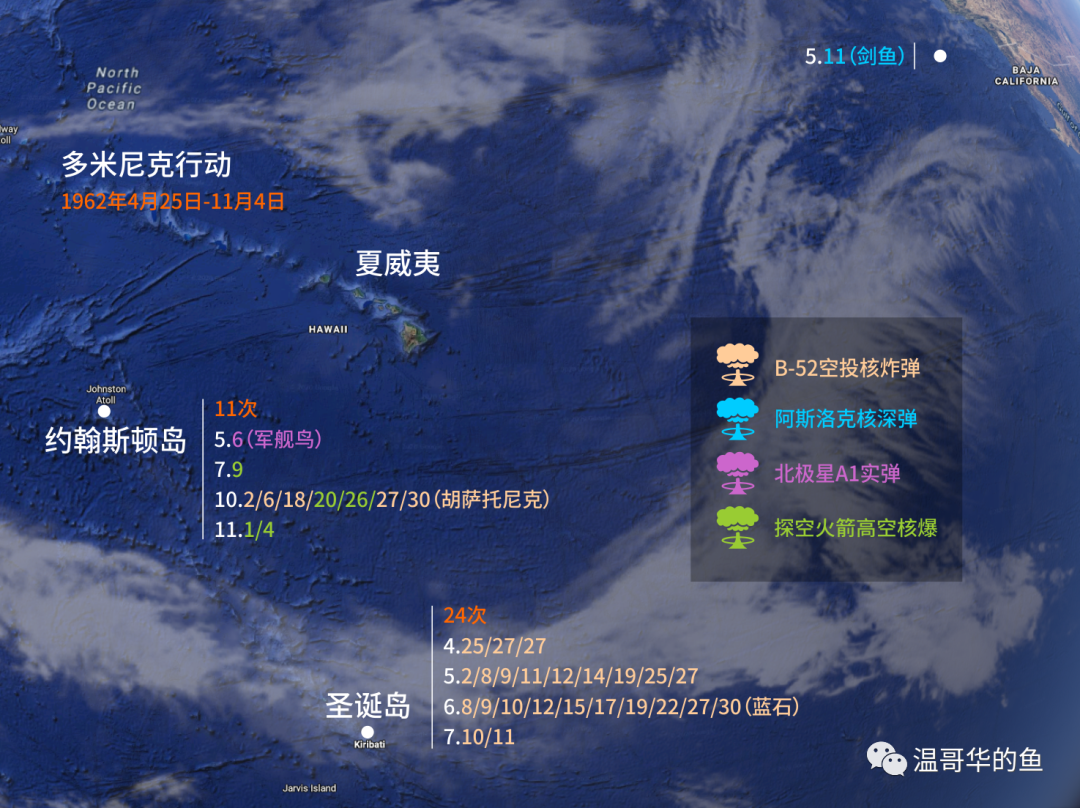 5.11(剑鱼)
BAJA
CALIFORNIA
North
Pacific
Ocean
多米尼克行动
1962年4月25日-11月4日
夏威夷
HAWAII
B-52空投核炸弹
阿斯洛克核深弹
北极星A1实弹
探空火箭高空核爆
Johnston
Atoll
约翰斯顿岛
11次
5.6(军舰鸟)
7.9
10.2/6/18/20/26/27/30(胡萨托尼克)
11.1/4
24次
4.25/27/27
5.2/8/9/11/12/14/19/25/27
6.8/9/10/12/15/17/19/22/27/30(蓝石)
7.10/11
圣诞岛
Kiribati
Jarvis Island
温哥华的鱼